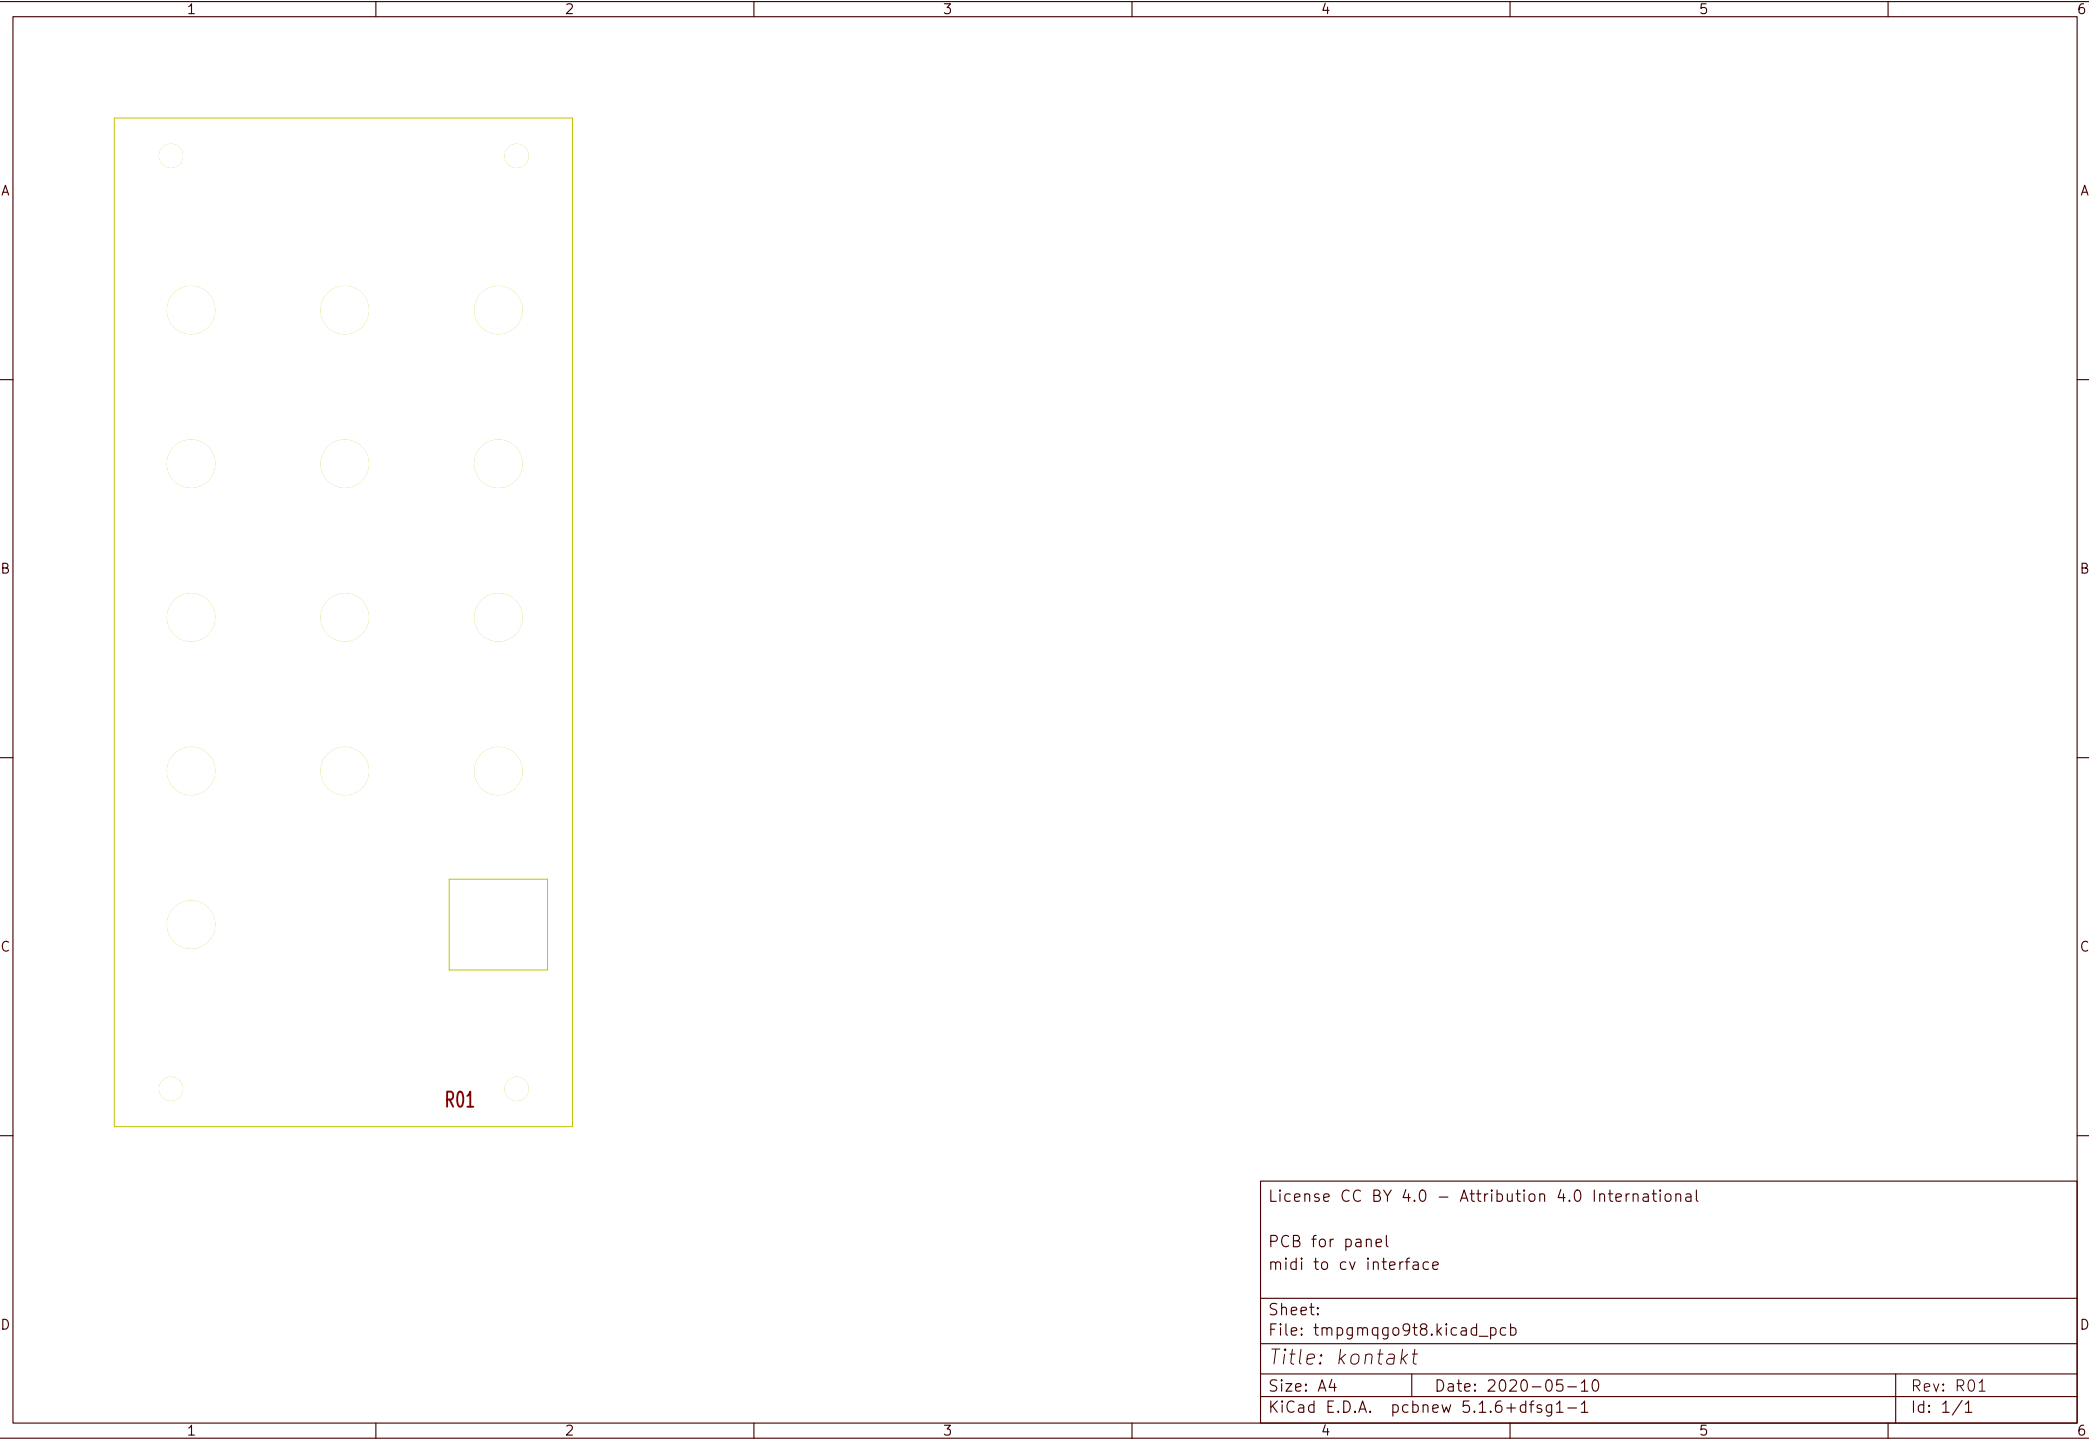 1 2 3 4 5 6
A A
B B
C C
R01
License CC BY 4.0 - Attribution 4.0 International
PCB for panel
midi to cv interface
Sheet:
D D
File: tmpgmqgo9t8.kicad_pcb
Title: kontakt
Size: A4 Date: 2020-05-10 Rev: R01
KiCad E.D.A. pcbnew 5.1.6+dfsg1-1 Id: 1/1
1 2 3 4 5 6